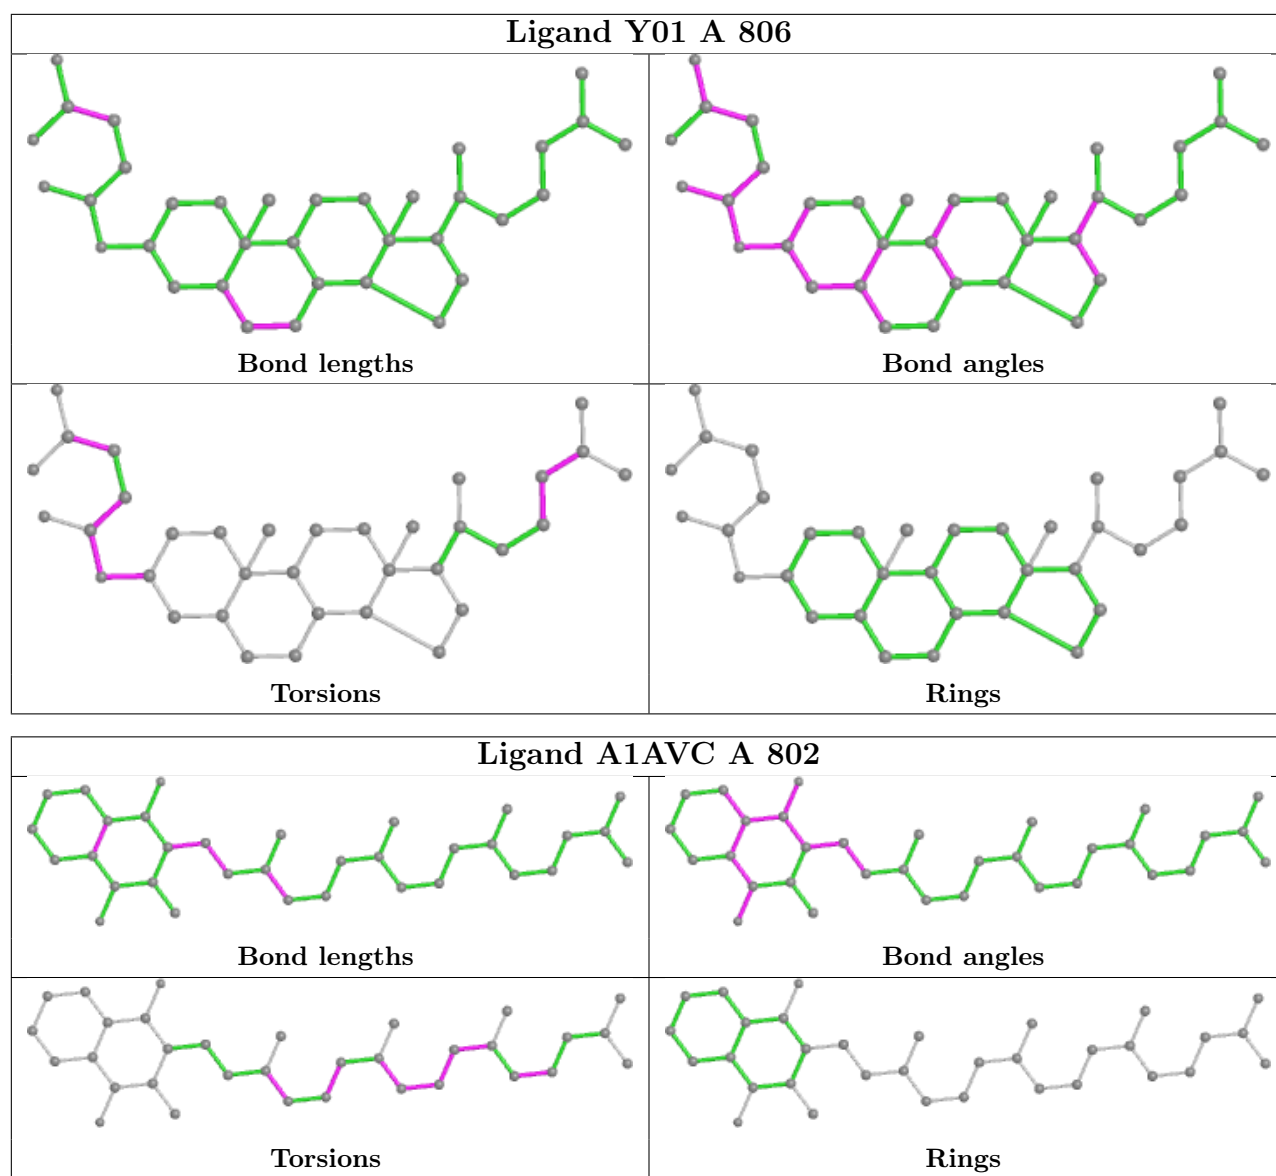 Ligand Y01 A 806
Bond lengths
Bond angles
Torsions
Rings
Ligand A1AVC A 802
Bond lengths
Bond angles
Torsions
Rings